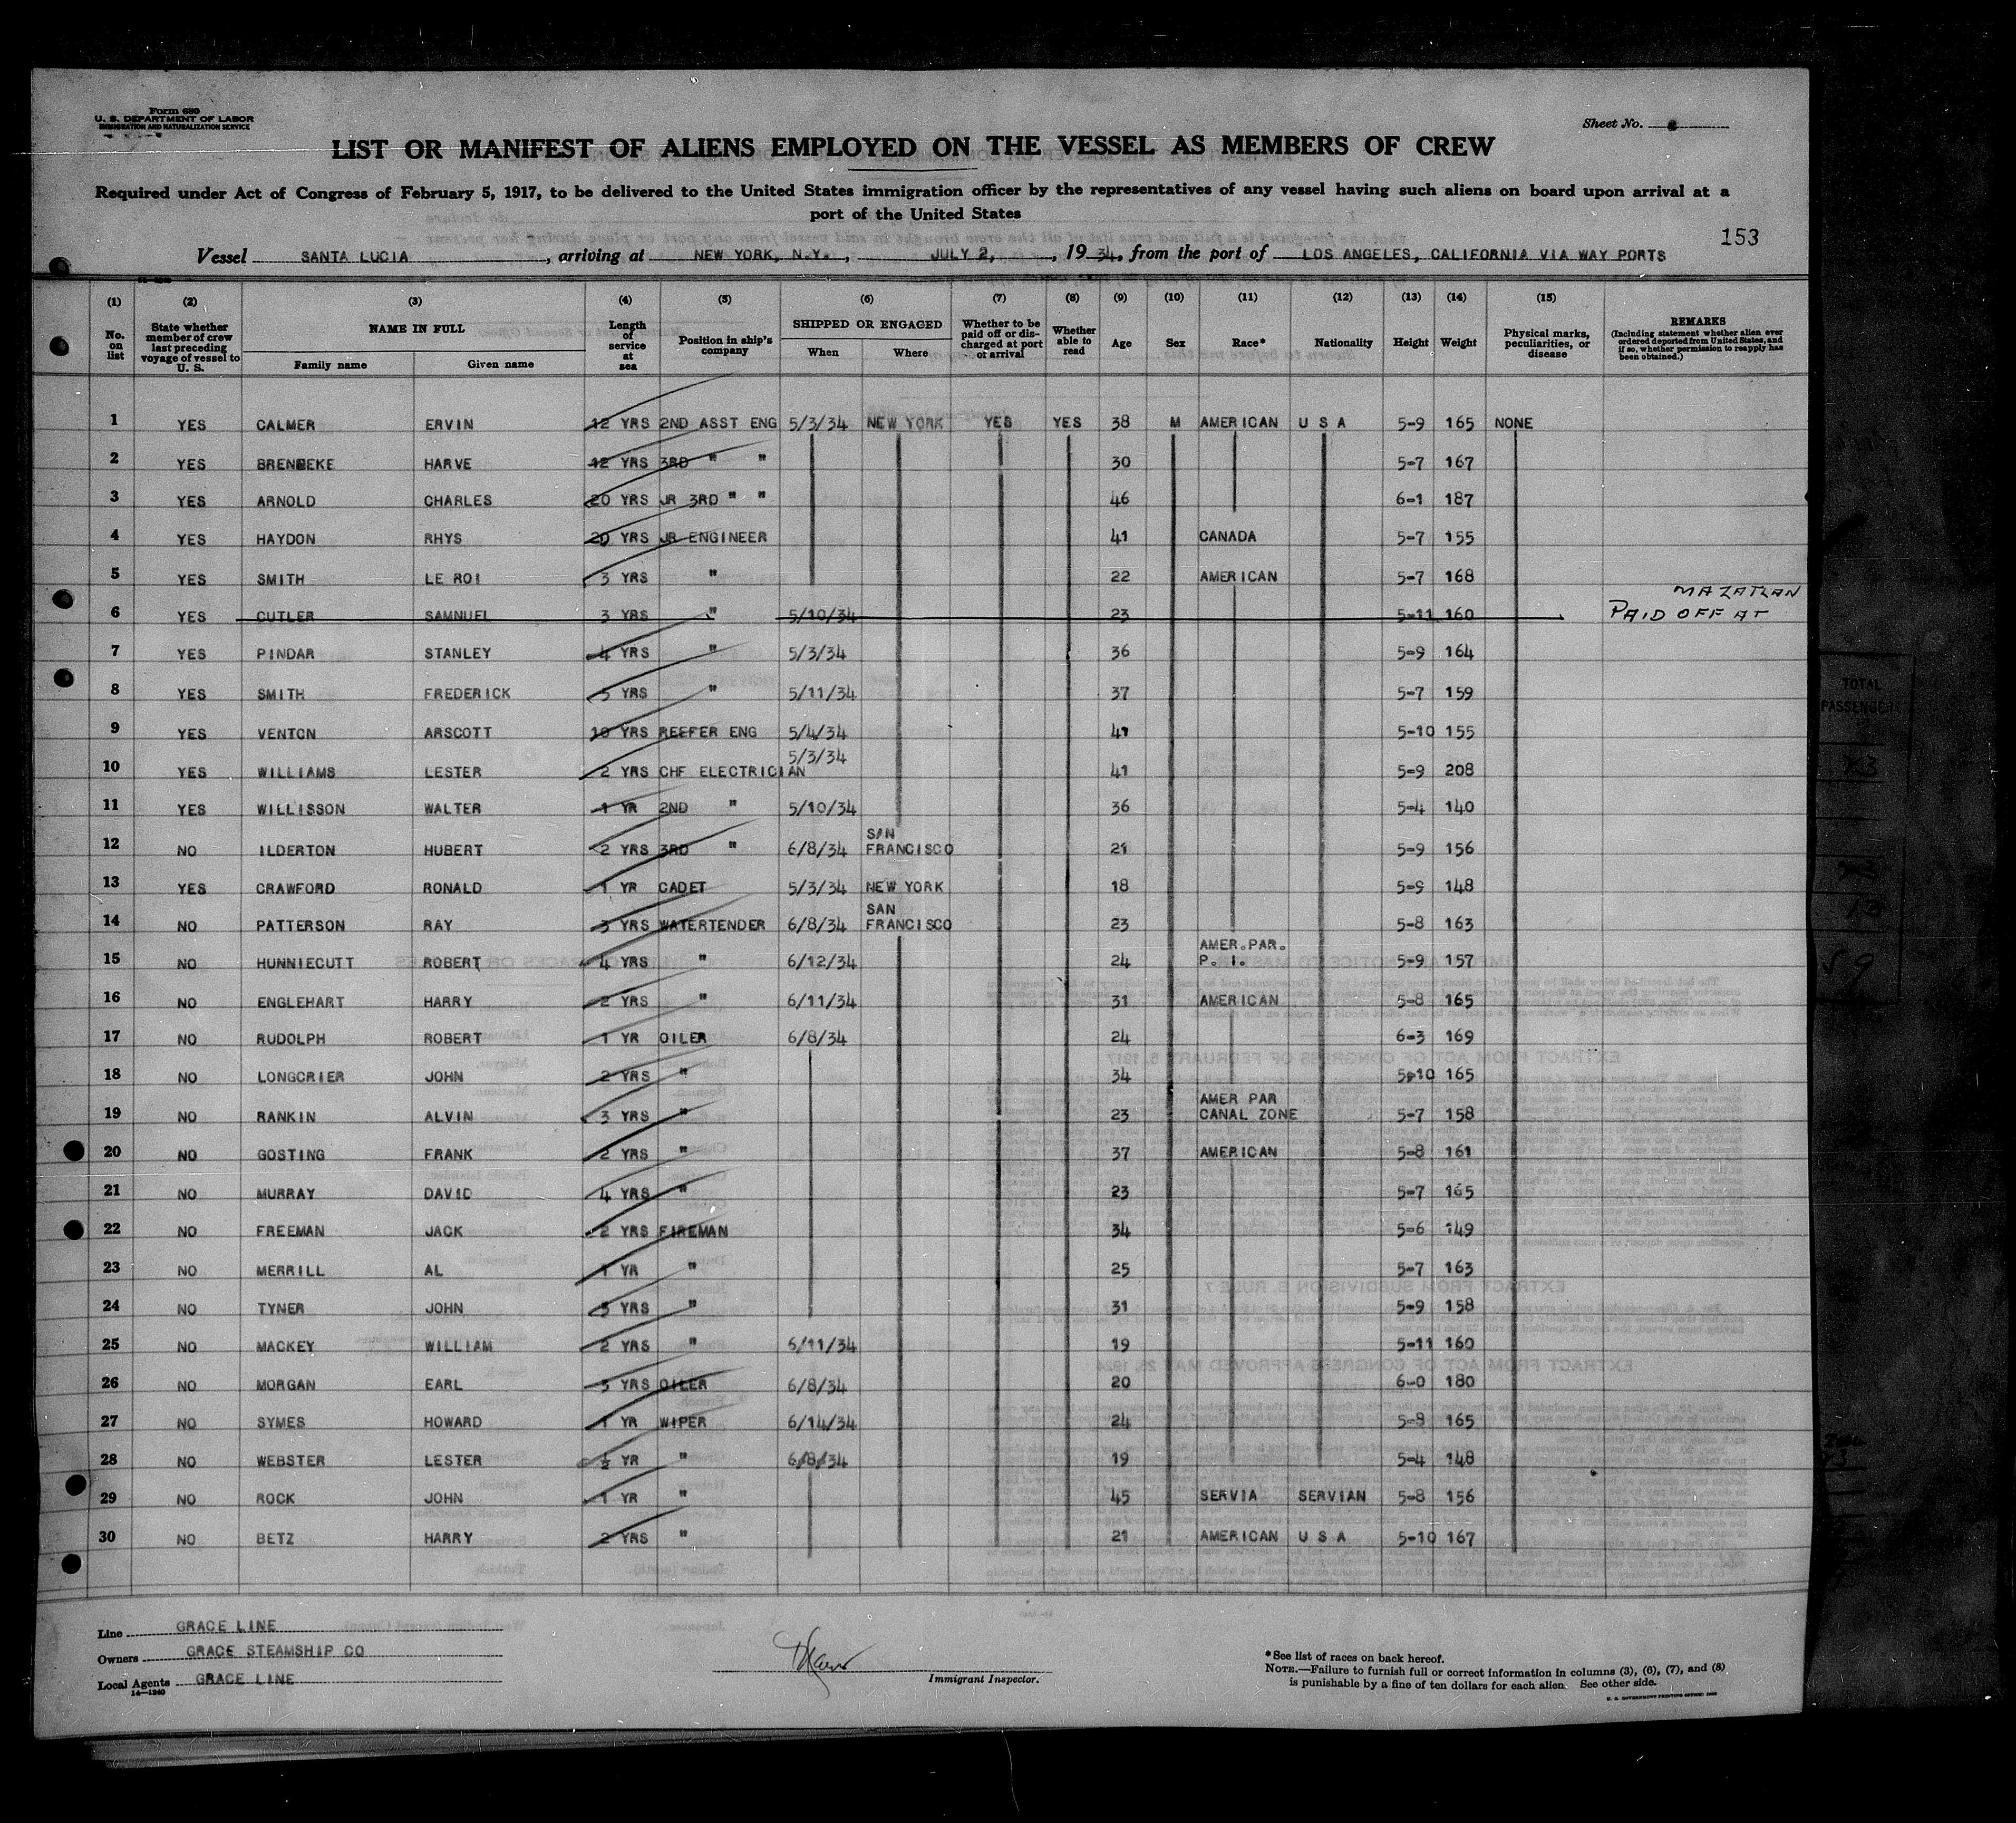 Form 680
U. S. DEPARTMENT OF LABOR
IMMIGRATION AND NATURALIZATION SERVICE
Sheet No.
LIST OR MANIFEST OF ALIENS EMPLOYED ON THE VESSEL AS MEMBERS OF CREW
Required under Act of Congress of February 5, 1917, to be delivered to the United States immigration officer by the representatives of any vessel having such aliens on board upon arrival at a
port of the United States
153
Vessel SANTA LUCIA, arriving at NEW YORK, N.Y., JULY 2, 1934, from the port of LOS ANGELES, CALIFORNIA VIA WAY PORTS
(1) (2) (3) (4) (5) (6) (7) (8) (9) (10) (11) (12) (13) (14) (15)
No. on list State whether member of crew last preceding voyage of vessel to U. S. NAME IN FULL Family name Given name Length of service at sea Position in ship's company SHIPPED OR ENGAGED When Where Whether to be paid off or discharged at port or arrival Whether able to read Age Sex Race* Nationality Height Weight Physical marks, peculiarities, or disease REMARKS (Including statement whether alien ever ordered deported from United States, and if so, whether permission to reapply has been obtained.)
1 YES CALMER ERVIN 12 YRS 2ND ASST ENG 5/3/34 NEW YORK YES YES 38 M AMERICAN U S A 5-9 165 NONE
2 YES BRENEKE HARVE 12 YRS 3RD " " 30 5-7 167
3 YES ARNOLD CHARLES 20 YRS JR 3RD " " 46 6-1 187
4 YES HAYDON RHYS 20 YRS JR ENGINEER 41 CANADA 5-7 155
5 YES SMITH LE ROI 3 YRS " 22 AMERICAN 5-7 168
6 YES CUTLER SAMNUEL 3 YRS " 5/10/34 23 5-11 160 PAID OFF AT MAZATLAN
7 YES PINDAR STANLEY 4 YRS " 5/3/34 36 5-9 164
8 YES SMITH FREDERICK 5 YRS " 5/11/34 37 5-7 159
9 YES VENTON ARSCOTT 10 YRS REEFER ENG 5/4/34 41 5-10 155
10 YES WILLIAMS LESTER 2 YRS CHF ELECTRICIAN 5/3/34 41 5-9 208
11 YES WILLISSON WALTER 1 YR 2ND " 5/10/34 36 5-4 140
12 NO ILDERTON HUBERT 2 YRS 3RD " 6/8/34 SAN FRANCISCO 21 5-9 156
13 YES CRAWFORD RONALD 1 YR CADET 5/3/34 NEW YORK 18 5-9 148
14 NO PATTERSON RAY 3 YRS WATERTENDER 6/8/34 SAN FRANCISCO 23 5-8 163
15 NO HUNNIECUTT ROBERT 4 YRS " 6/12/34 24 AMER.PAR. P. I. 5-9 157
16 NO ENGLEHART HARRY 2 YRS " 6/11/34 31 AMERICAN 5-8 165
17 NO RUDOLPH ROBERT 1 YR OILER 6/8/34 24 6-3 169
18 NO LONGCRIER JOHN 2 YRS " 34 5-10 165
19 NO RANKIN ALVIN 3 YRS " 23 AMER PAR CANAL ZONE 5-7 158
20 NO GOSTING FRANK 2 YRS " 37 AMERICAN 5-8 161
21 NO MURRAY DAVID 4 YRS " 23 5-7 165
22 NO FREEMAN JACK 2 YRS FIREMAN 34 5-6 149
23 NO MERRILL AL 1 YR " 25 5-7 163
24 NO TYNER JOHN 3 YRS " 31 5-9 158
25 NO MACKEY WILLIAM 2 YRS " 6/11/34 19 5-11 160
26 NO MORGAN EARL 3 YRS OILER 6/8/34 20 6-0 180
27 NO SYMES HOWARD 1 YR WIPER 6/14/34 24 5-8 165
28 NO WEBSTER LESTER ½ YR " 6/8/34 19 5-4 148
29 NO ROCK JOHN 1 YR " 45 SERVIA SERVIAN 5-8 156
30 NO BETZ HARRY 2 YRS " 21 AMERICAN U S A 5-10 167
Line GRACE LINE
Owners GRACE STEAMSHIP CO
Local Agents GRACE LINE
14-1240
Immigrant Inspector.
*See list of races on back hereof.
NOTE.—Failure to furnish full or correct information in columns (3), (6), (7), and (8)
is punishable by a fine of ten dollars for each alien. See other side.
TOTAL
PASSENGERS